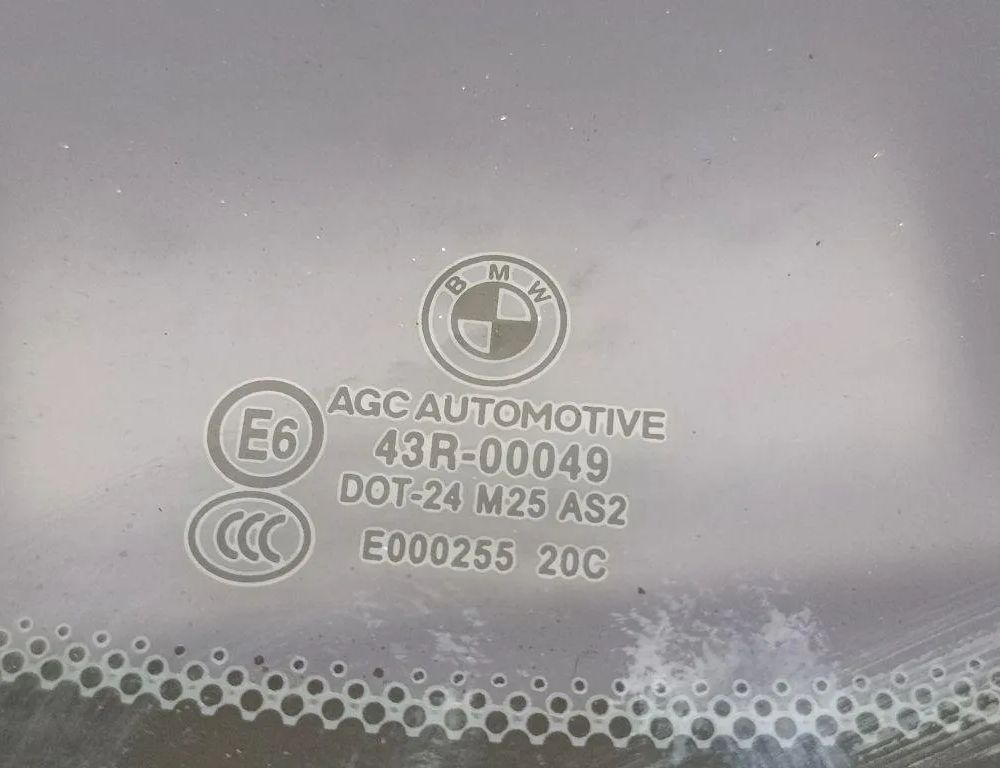 BMW
AGC AUTOMOTIVE
E6
43R-00049
DOT-24 M25 AS2
CCC
E000255 20C